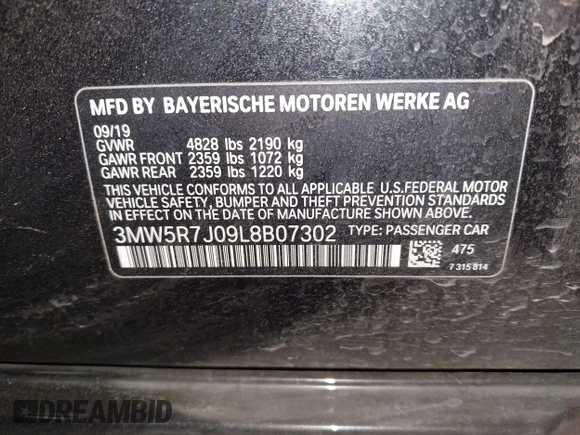 MFD BY BAYERISCHE MOTOREN WERKE AG
09/19
GVWR 4828 lbs 2190 kg
GAWR FRONT 2359 lbs 1072 kg
GAWR REAR 2359 lbs 1220 kg
THIS VEHICLE CONFORMS TO ALL APPLICABLE U.S.FEDERAL MOTOR
VEHICLE SAFETY, BUMPER AND THEFT PREVENTION STANDARDS
IN EFFECT ON THE DATE OF MANUFACTURE SHOWN ABOVE.
3MW5R7J09L8B07302 TYPE: PASSENGER CAR
475
7 315 814
DREAMBID